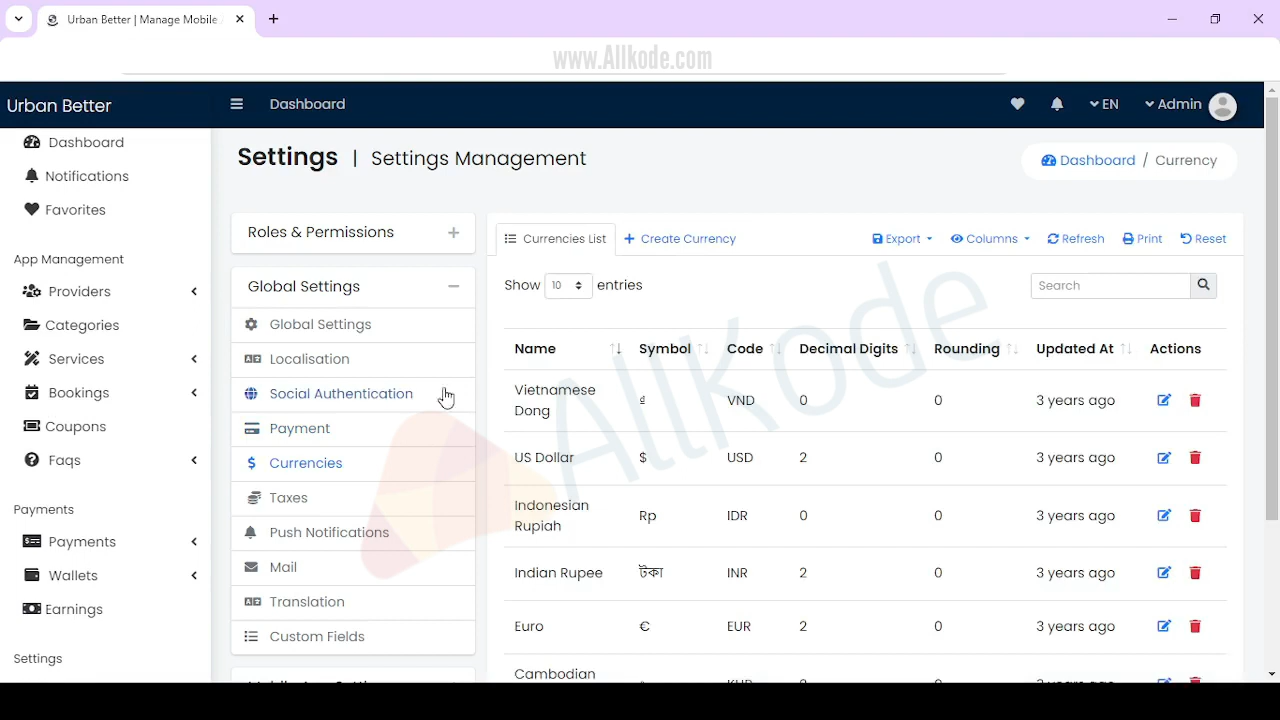 Urban Better | Manage Mobile
www.Allkode.com
Urban Better
Dashboard
EN
Admin
Dashboard
Notifications
Favorites
App Management
Providers
Categories
Services
Bookings
Coupons
Faqs
Payments
Payments
Wallets
Earnings
Settings
Settings | Settings Management
Dashboard / Currency
Roles & Permissions
Global Settings
Global Settings
Localisation
Social Authentication
Payment
Currencies
Taxes
Push Notifications
Mail
Translation
Custom Fields
Currencies List
Create Currency
Export
Columns
Refresh
Print
Reset
Show 10 entries
Search
Name Symbol Code Decimal Digits Rounding Updated At Actions
Vietnamese
Dong
₫ VND 0 0 3 years ago
US Dollar $ USD 2 0 3 years ago
Indonesian
Rupiah
Rp IDR 0 0 3 years ago
Indian Rupee টকা INR 2 0 3 years ago
Euro € EUR 2 0 3 years ago
Cambodian
AllKode